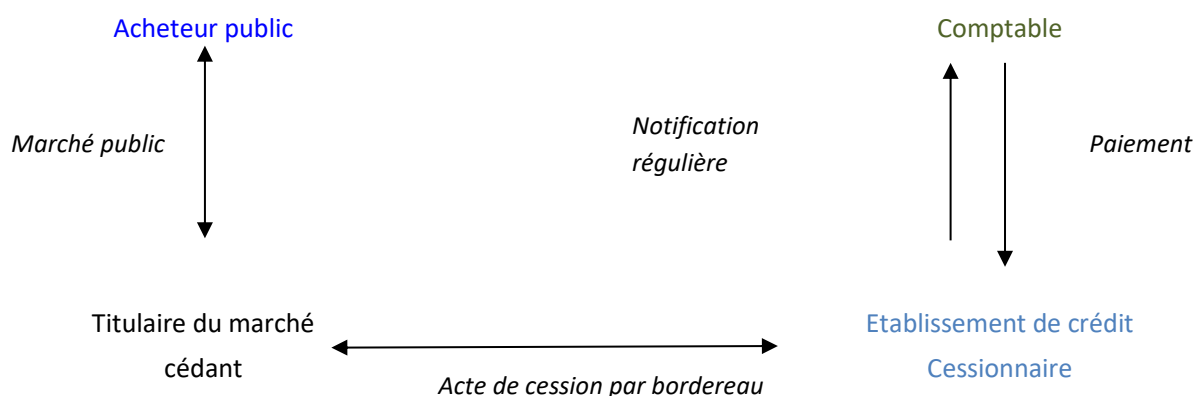 Acheteur public
Comptable
Marché public
Notification
régulière
Paiement
Titulaire du marché
cédant
Etablissement de crédit
Cessionnaire
Acte de cession par bordereau